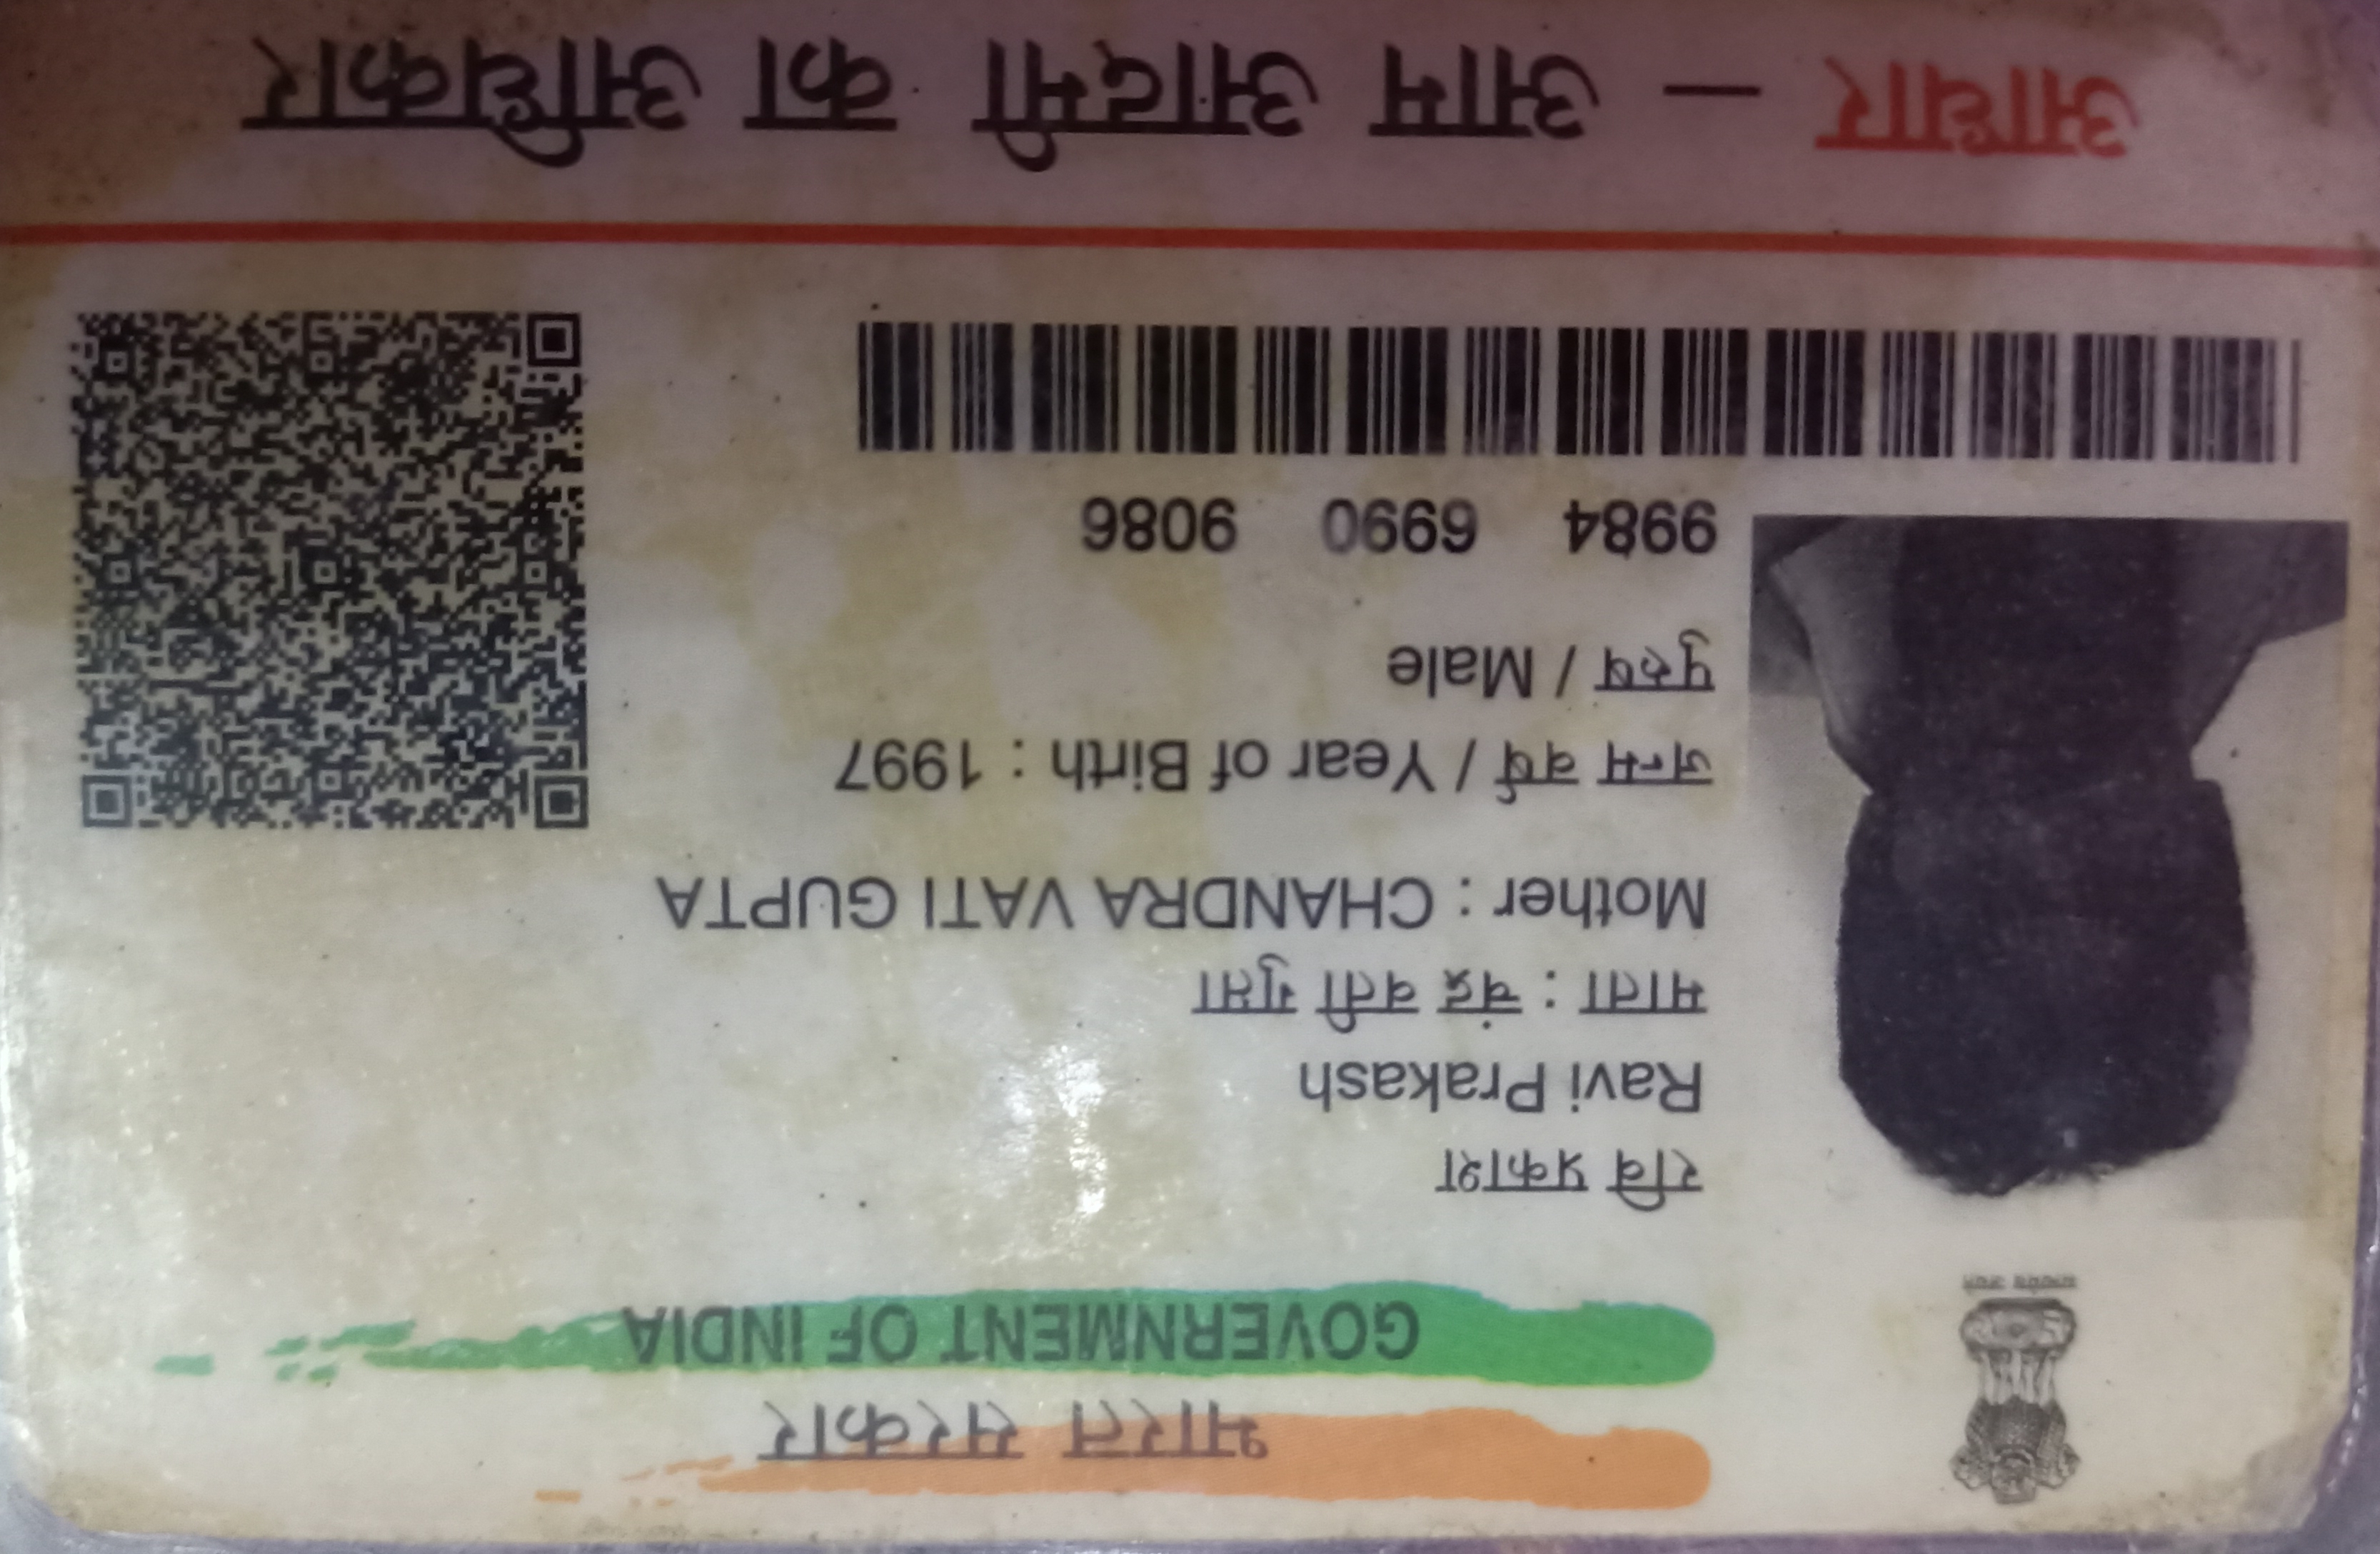 भारत सरकार
GOVERNMENT OF INDIA
सत्यमेव जयते
रवि प्रकाश
Ravi Prakash
माता : चंद्र वती गुप्ता
Mother : CHANDRA VATI GUPTA
जन्म वर्ष / Year of Birth : 1997
पुरुष / Male
9984 6990 9086
आधार — आम आदमी का अधिकार